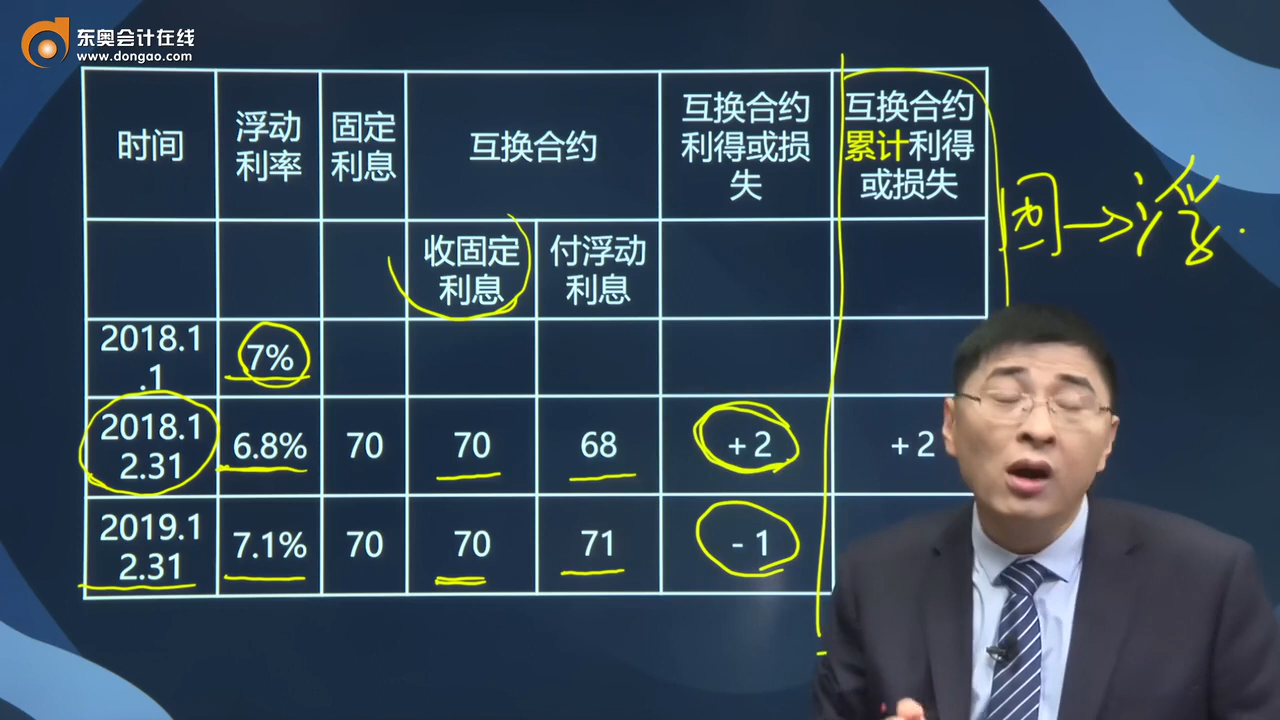 东奥会计在线
www.dongao.com
时间
浮动
利率
固定
利息
互换合约
互换合约
利得或损
失
互换合约
累计利得
或损失
固→浮.
收固定
利息
付浮动
利息
2018.1
.1
7%
2018.1
2.31
6.8%
70
70
68
+2
+2
2019.1
2.31
7.1%
70
70
71
-1